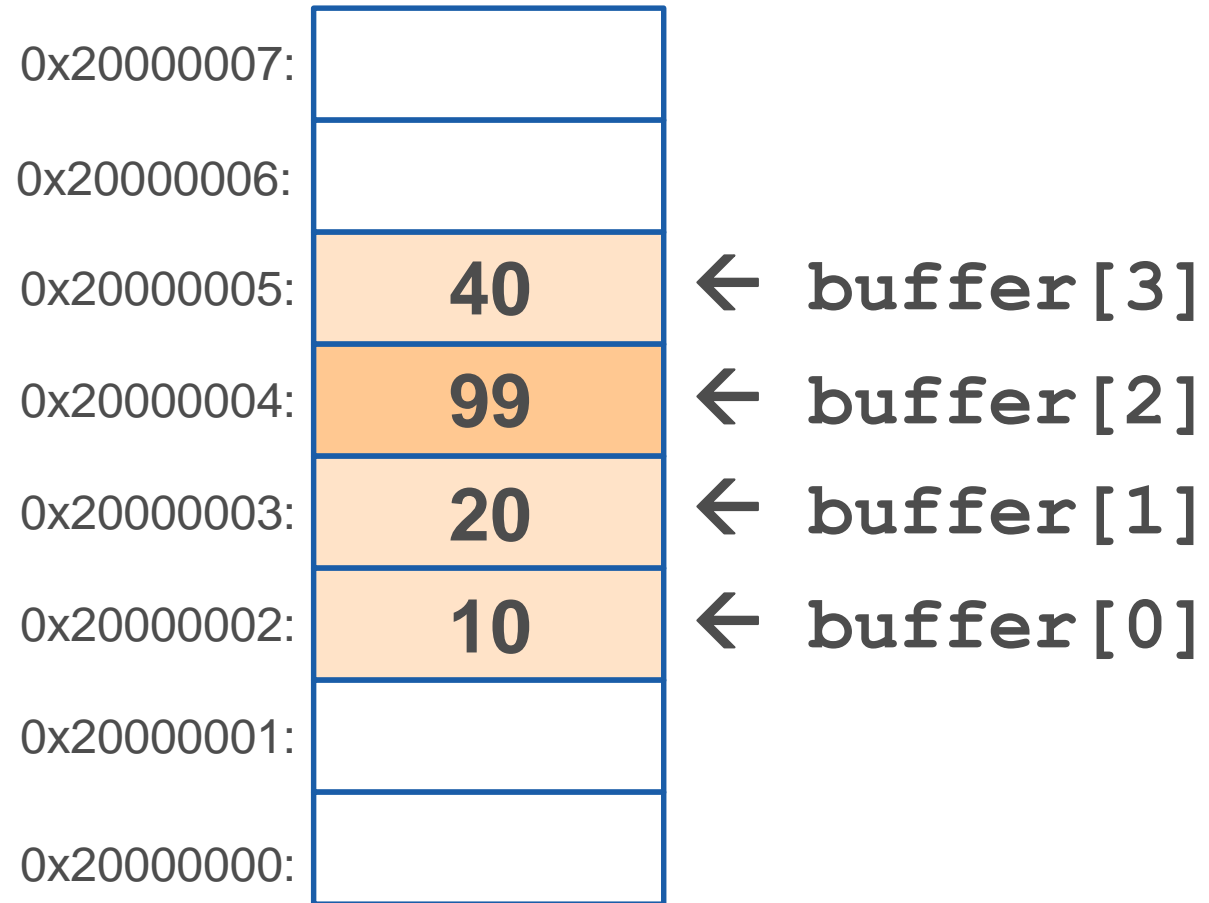 0x20000007:
0x20000006:
0x20000005: 40 ← buffer[3]
0x20000004: 99 ← buffer[2]
0x20000003: 20 ← buffer[1]
0x20000002: 10 ← buffer[0]
0x20000001:
0x20000000: